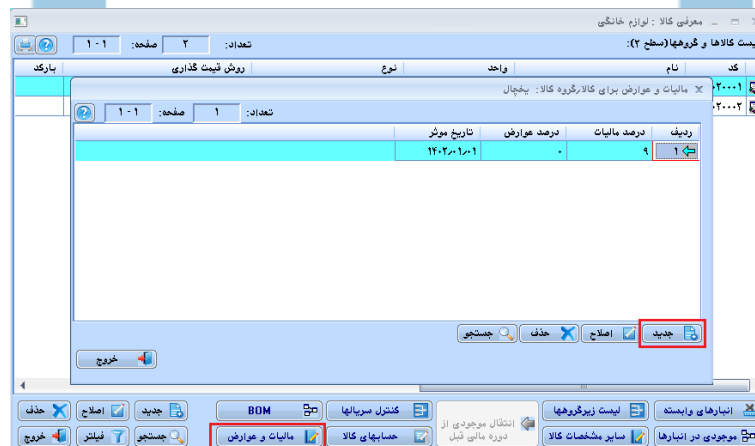 معرفی کالا : لوازم خانگی
یست کالاها و گروهها(سطح ۲):
تعداد: ۲ صفحه: ۱ - ۱
کد نام واحد نوع روش قیمت گذاری بارکد
مالیات و عوارض برای کالا/گروه کالا: یخچال
تعداد: ۱ صفحه: ۱ - ۱
ردیف درصد مالیات درصد عوارض تاریخ موثر
۱ ۹ ۰ ۱۴۰۲/۰۱/۰۱
جدید اصلاح حذف جستجو
خروج
انبارهای وابسته لیست زیرگروهها انتقال موجودی از دوره مالی قبل کنترل سریالها BOM جدید اصلاح حذف
موجودی در انبارها سایر مشخصات کالا حسابهای کالا مالیات و عوارض جستجو فیلتر خروج